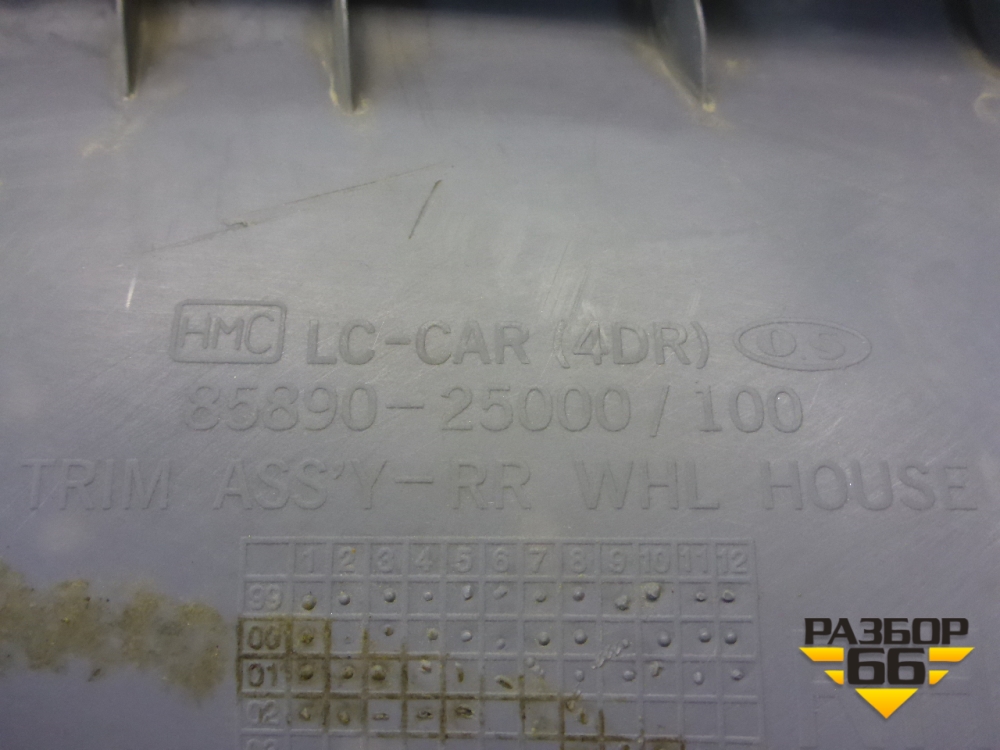 HMC LC-CAR (4DR) D.S
85890-25000/100
TRIM ASS'Y-RR WHL HOUSE
1 2 3 4 5 6 7 8 9 10 11 12
99
00
01
02
РАЗБОР
66